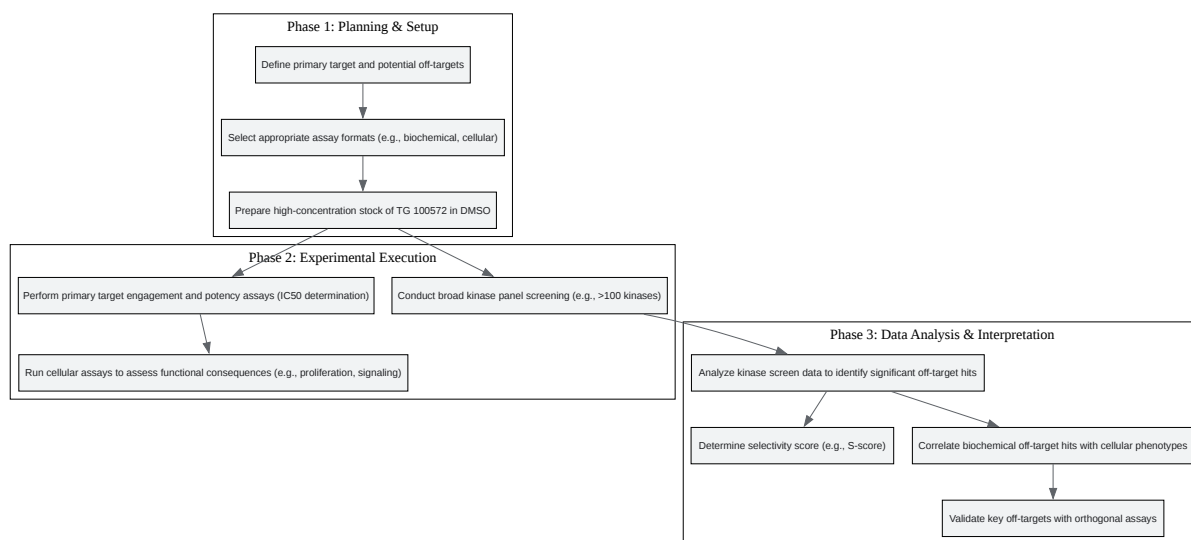 Phase 1: Planning & Setup
Define primary target and potential off-targets
Select appropriate assay formats (e.g., biochemical, cellular)
Prepare high-concentration stock of TG 100572 in DMSO
Phase 2: Experimental Execution
Perform primary target engagement and potency assays (IC50 determination)
Conduct broad kinase panel screening (e.g., >100 kinases)
Run cellular assays to assess functional consequences (e.g., proliferation, signaling)
Phase 3: Data Analysis & Interpretation
Analyze kinase screen data to identify significant off-target hits
Determine selectivity score (e.g., S-score)
Correlate biochemical off-target hits with cellular phenotypes
Validate key off-targets with orthogonal assays